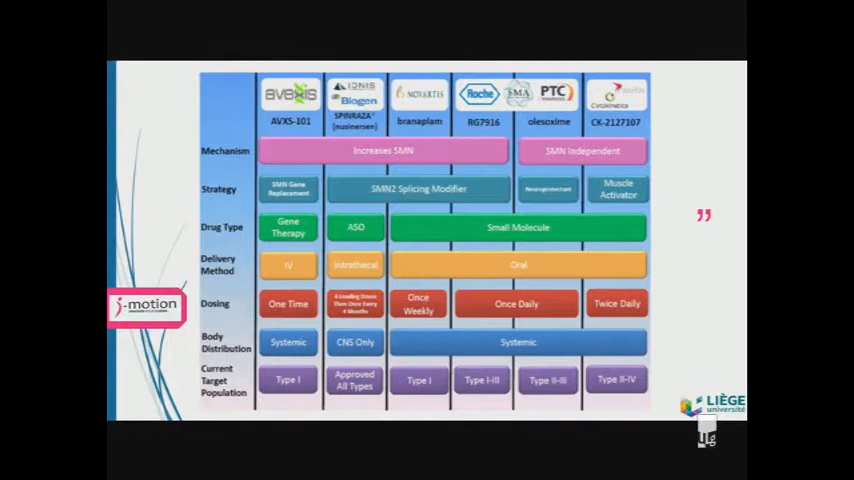 avexis
IONIS
Biogen
NOVARTIS
Roche
SMA
PTC
Cytokinetics
AVXS-101
SPINRAZA
(nusinersen)
branaplam
RG7916
olesoxime
CK-2127107
Mechanism
Increases SMN
SMN Independent
Strategy
SMN Gene
Replacement
SMN2 Splicing Modifier
Neuroprotectant
Muscle
Activator
Drug Type
Gene
Therapy
ASO
Small Molecule
Delivery
Method
IV
Intrathecal
Oral
Dosing
One Time
4 Loading Doses
Then Once Every
4 Months
Once
Weekly
Once Daily
Twice Daily
Body
Distribution
Systemic
CNS Only
Systemic
Current
Target
Population
Type I
Approved
All Types
Type I
Type I-III
Type II-III
Type II-IV
”
i-motion
LIÈGE
université